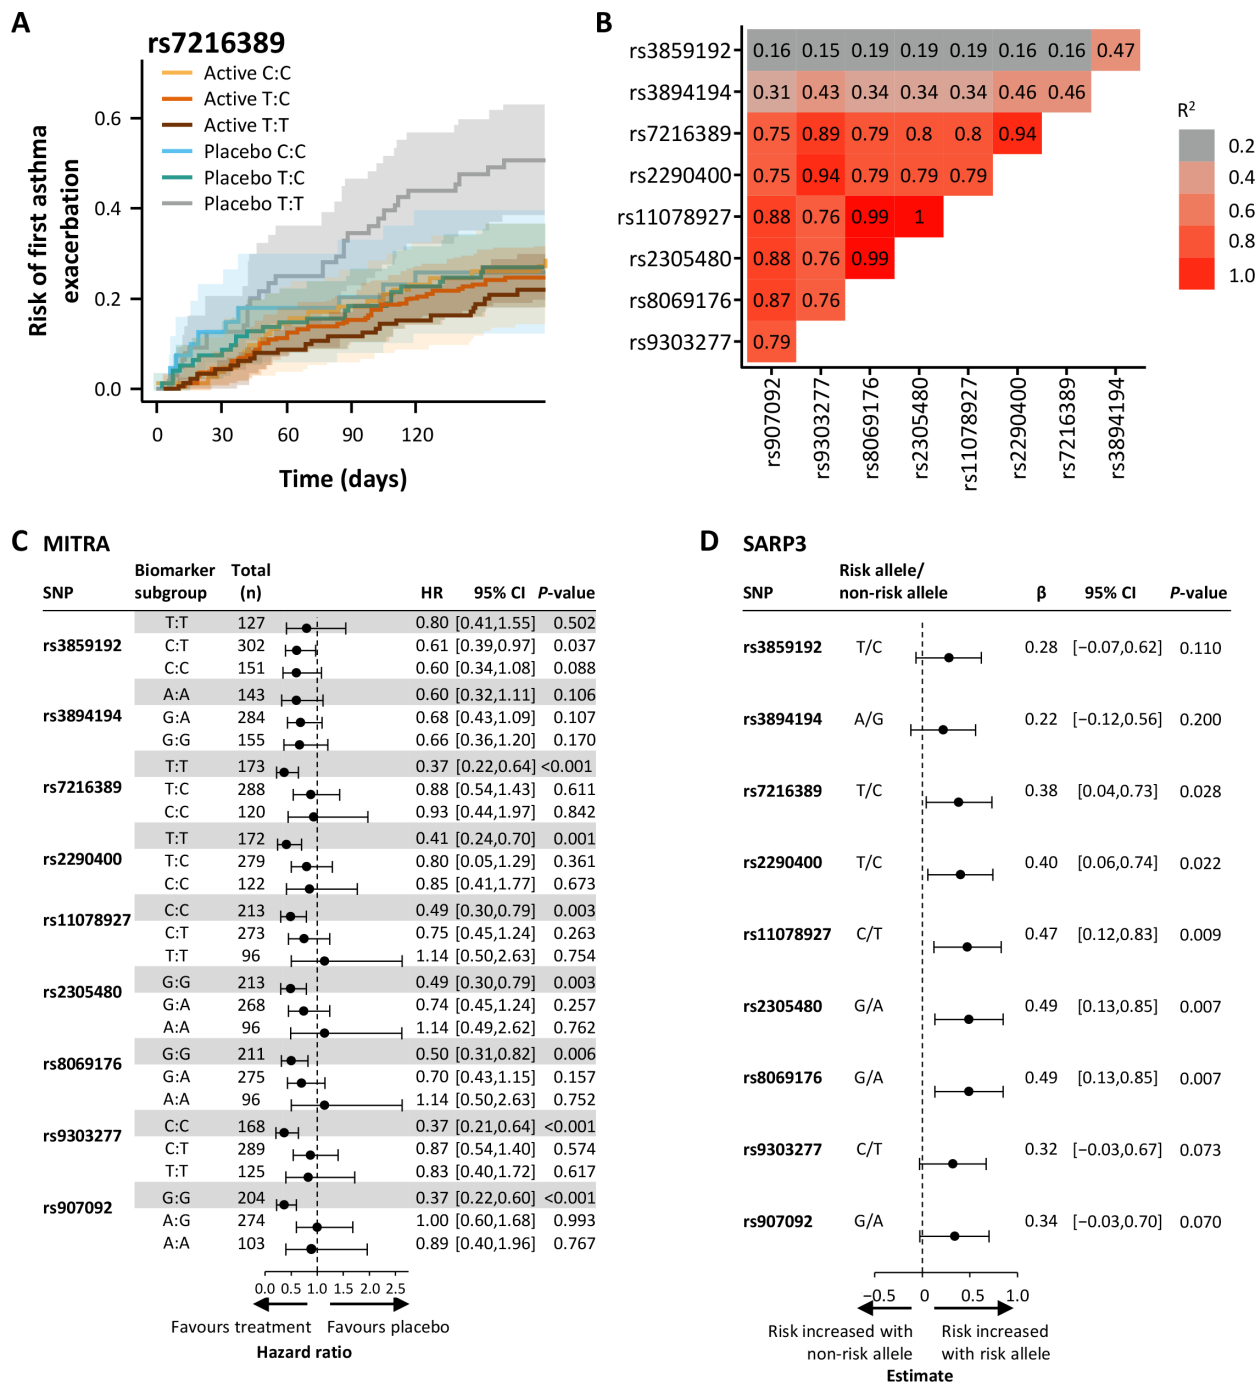 A
rs7216389
Active C:C
Active T:C
Active T:T
Placebo C:C
Placebo T:C
Placebo T:T
Risk of first asthma
exacerbation
0.6
0.4
0.2
0.0
0 30 60 90 120
Time (days)
B
rs3859192 0.16 0.15 0.19 0.19 0.19 0.16 0.16 0.47
rs3894194 0.31 0.43 0.34 0.34 0.34 0.46 0.46
rs7216389 0.75 0.89 0.79 0.8 0.8 0.94
rs2290400 0.75 0.94 0.79 0.79 0.79
rs11078927 0.88 0.76 0.99 1
rs2305480 0.88 0.76 0.99
rs8069176 0.87 0.76
rs9303277 0.79
rs907092 rs9303277 rs8069176 rs2305480 rs11078927 rs2290400 rs7216389 rs3894194
R²
0.2
0.4
0.6
0.8
1.0
C MITRA
SNP Biomarker subgroup Total (n) HR 95% CI P-value
rs3859192
T:T 127 0.80 [0.41,1.55] 0.502
C:T 302 0.61 [0.39,0.97] 0.037
C:C 151 0.60 [0.34,1.08] 0.088
rs3894194
A:A 143 0.60 [0.32,1.11] 0.106
G:A 284 0.68 [0.43,1.09] 0.107
G:G 155 0.66 [0.36,1.20] 0.170
rs7216389
T:T 173 0.37 [0.22,0.64] <0.001
T:C 288 0.88 [0.54,1.43] 0.611
C:C 120 0.93 [0.44,1.97] 0.842
rs2290400
T:T 172 0.41 [0.24,0.70] 0.001
T:C 279 0.80 [0.05,1.29] 0.361
C:C 122 0.85 [0.41,1.77] 0.673
rs11078927
C:C 213 0.49 [0.30,0.79] 0.003
C:T 273 0.75 [0.45,1.24] 0.263
T:T 96 1.14 [0.50,2.63] 0.754
rs2305480
G:G 213 0.49 [0.30,0.79] 0.003
G:A 268 0.74 [0.45,1.24] 0.257
A:A 96 1.14 [0.49,2.62] 0.762
rs8069176
G:G 211 0.50 [0.31,0.82] 0.006
G:A 275 0.70 [0.43,1.15] 0.157
A:A 96 1.14 [0.50,2.63] 0.752
rs9303277
C:C 168 0.37 [0.21,0.64] <0.001
C:T 289 0.87 [0.54,1.40] 0.574
T:T 125 0.83 [0.40,1.72] 0.617
rs907092
G:G 204 0.37 [0.22,0.60] <0.001
A:G 274 1.00 [0.60,1.68] 0.993
A:A 103 0.89 [0.40,1.96] 0.767
0.0 0.5 1.0 1.5 2.0 2.5
Favours treatment Favours placebo
Hazard ratio
D SARP3
SNP Risk allele/ non-risk allele β 95% CI P-value
rs3859192 T/C 0.28 [−0.07,0.62] 0.110
rs3894194 A/G 0.22 [−0.12,0.56] 0.200
rs7216389 T/C 0.38 [0.04,0.73] 0.028
rs2290400 T/C 0.40 [0.06,0.74] 0.022
rs11078927 C/T 0.47 [0.12,0.83] 0.009
rs2305480 G/A 0.49 [0.13,0.85] 0.007
rs8069176 G/A 0.49 [0.13,0.85] 0.007
rs9303277 C/T 0.32 [−0.03,0.67] 0.073
rs907092 G/A 0.34 [−0.03,0.70] 0.070
−0.5 0 0.5 1.0
Risk increased with
non-risk allele
Risk increased
with risk allele
Estimate